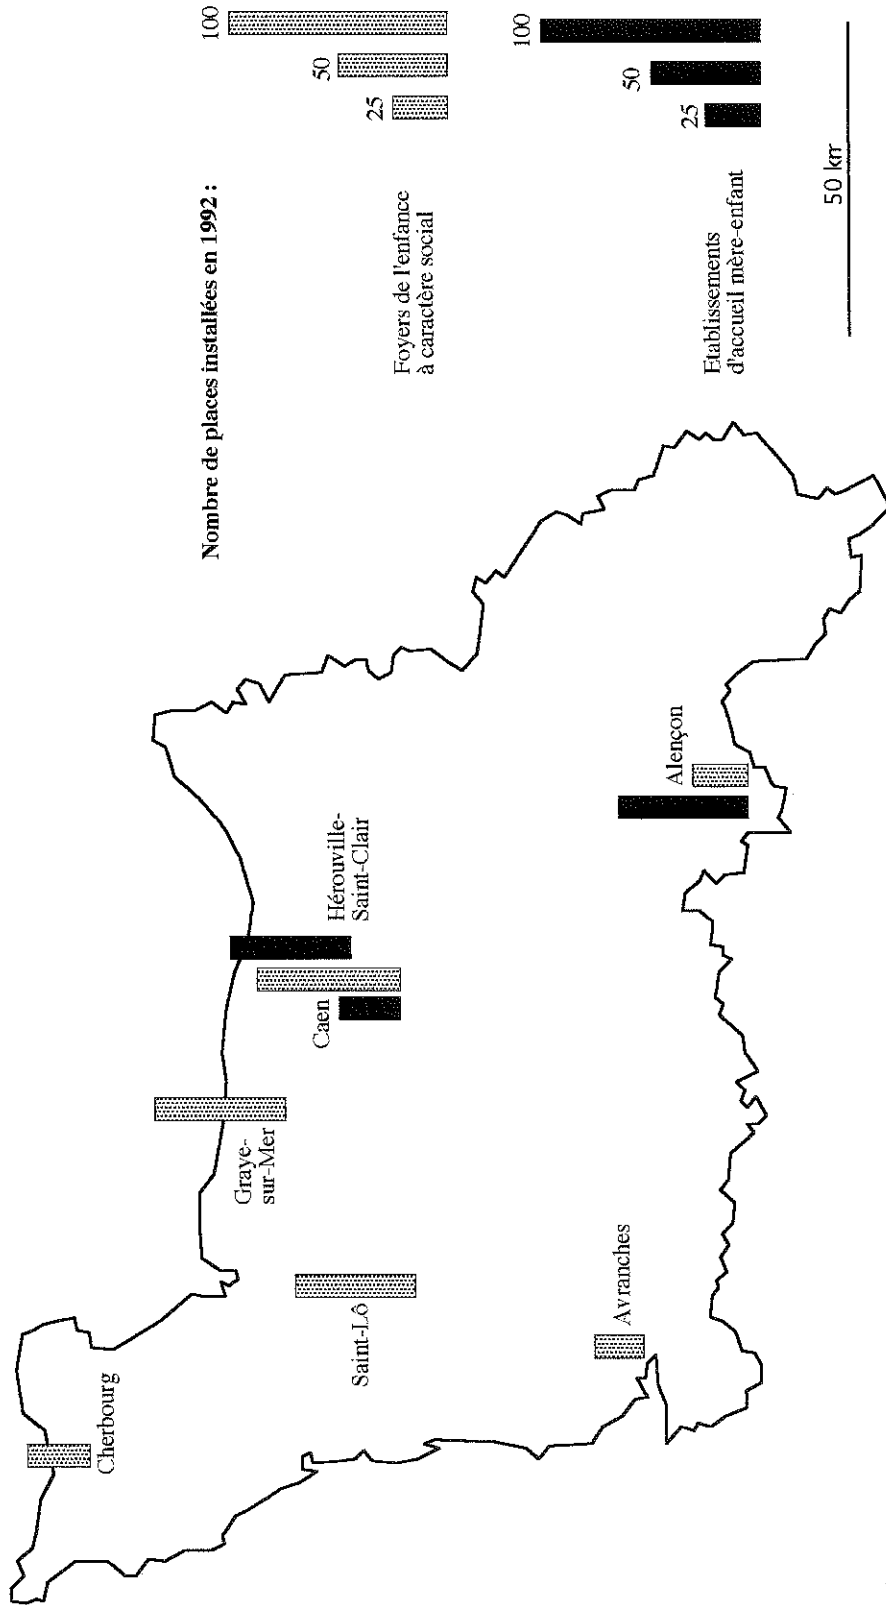 Cherbourg
Saint-Lô
Avranches
Graye-
sur-Mer
Caen
Hérouville-
Saint-Clair
Alençon
Nombre de places installées en 1992 :
Foyers de l'enfance
à caractère social
25
50
100
Etablissements
d'accueil mère-enfant
25
50
100
50 km